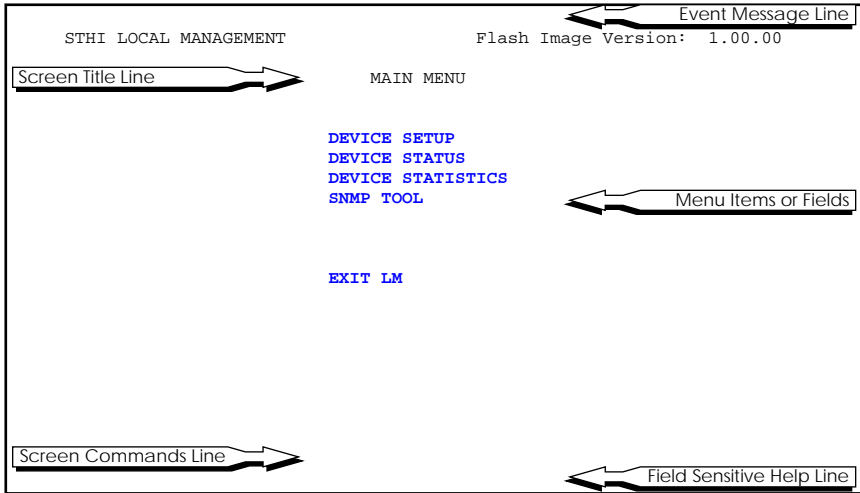 Event Message Line
STHI LOCAL MANAGEMENT Flash Image Version: 1.00.00
Screen Title Line MAIN MENU
DEVICE SETUP
DEVICE STATUS
DEVICE STATISTICS
SNMP TOOL Menu Items or Fields
EXIT LM
Screen Commands Line
Field Sensitive Help Line